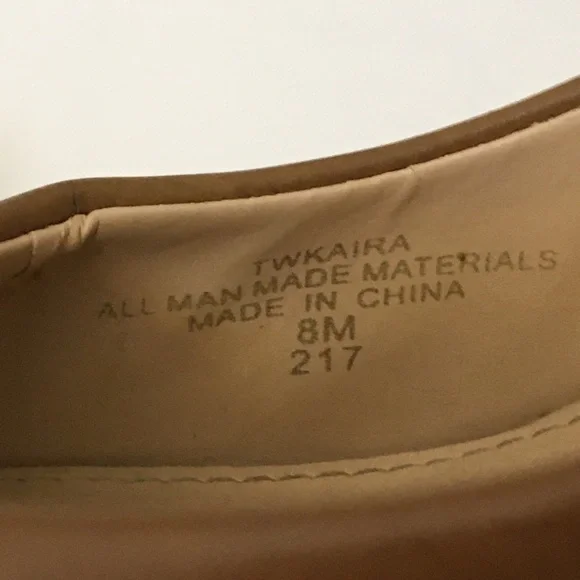 TWKAIRA
ALL MAN MADE MATERIALS
MADE IN CHINA
8M
217